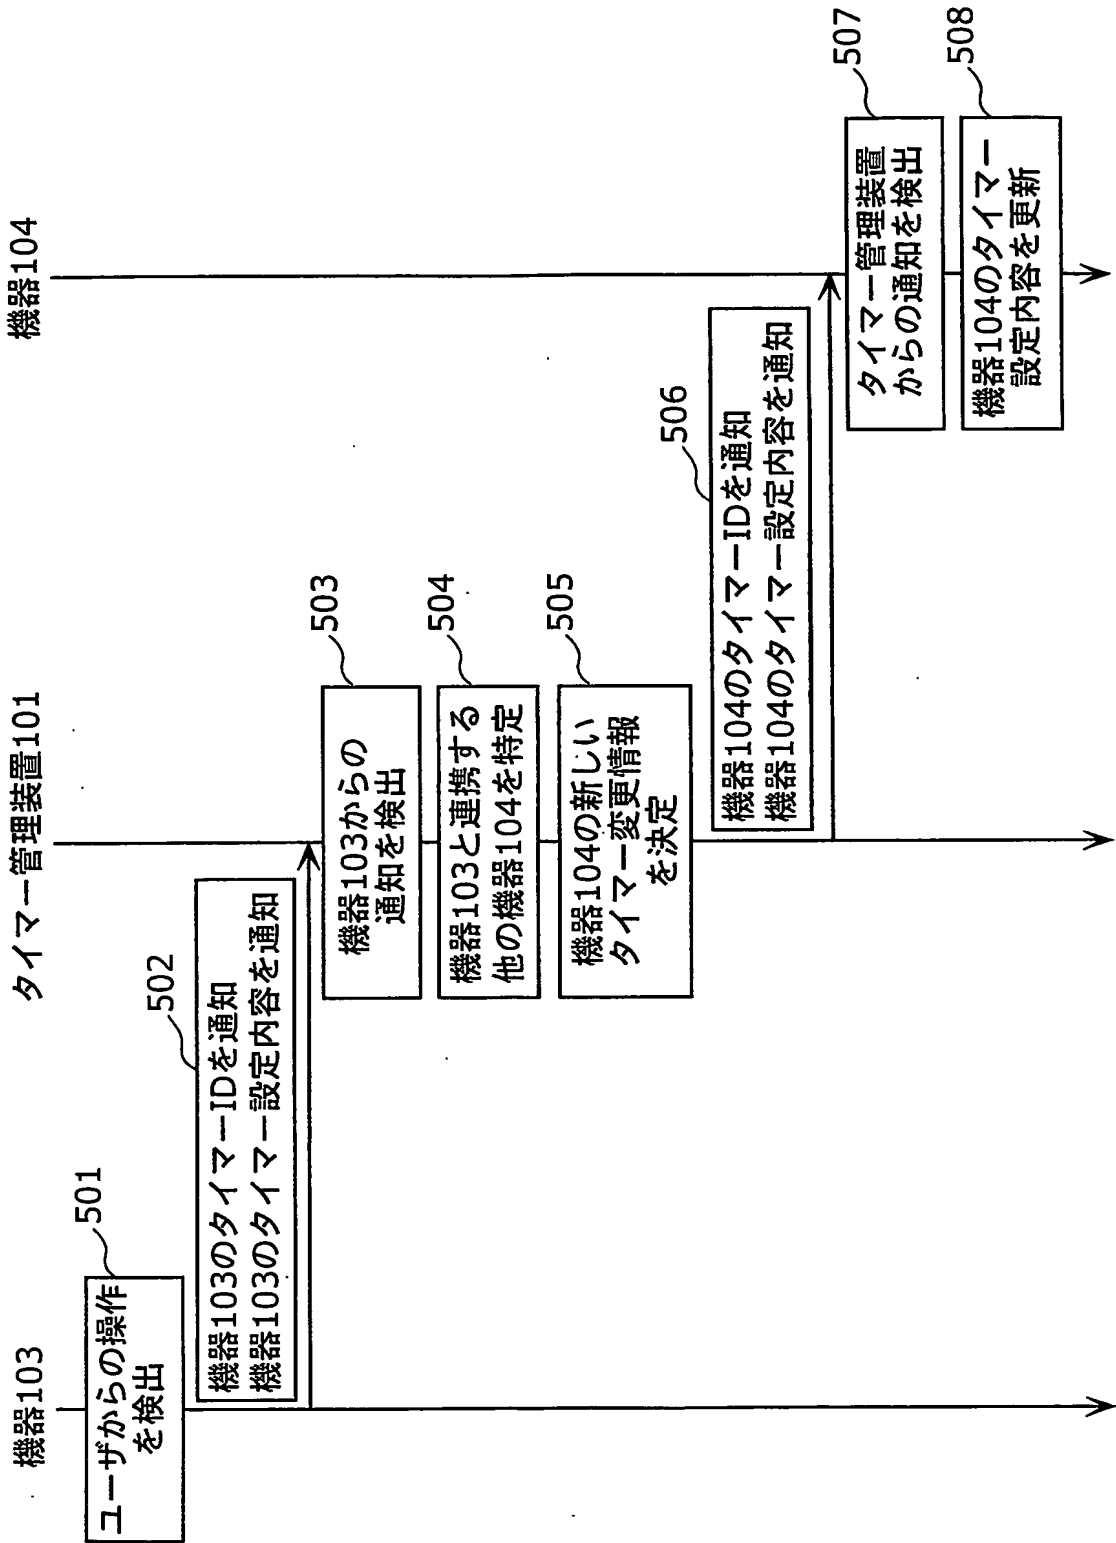 機器103
タイマー管理装置101
機器104
501
ユーザからの操作
を検出
502
機器103のタイマーIDを通知
機器103のタイマー設定内容を通知
503
機器103からの
通知を検出
504
機器103と連携する
他の機器104を特定
505
機器104の新しい
タイマー変更情報
を決定
506
機器104のタイマーIDを通知
機器104のタイマー設定内容を通知
507
タイマー管理装置
からの通知を検出
508
機器104のタイマー
設定内容を更新